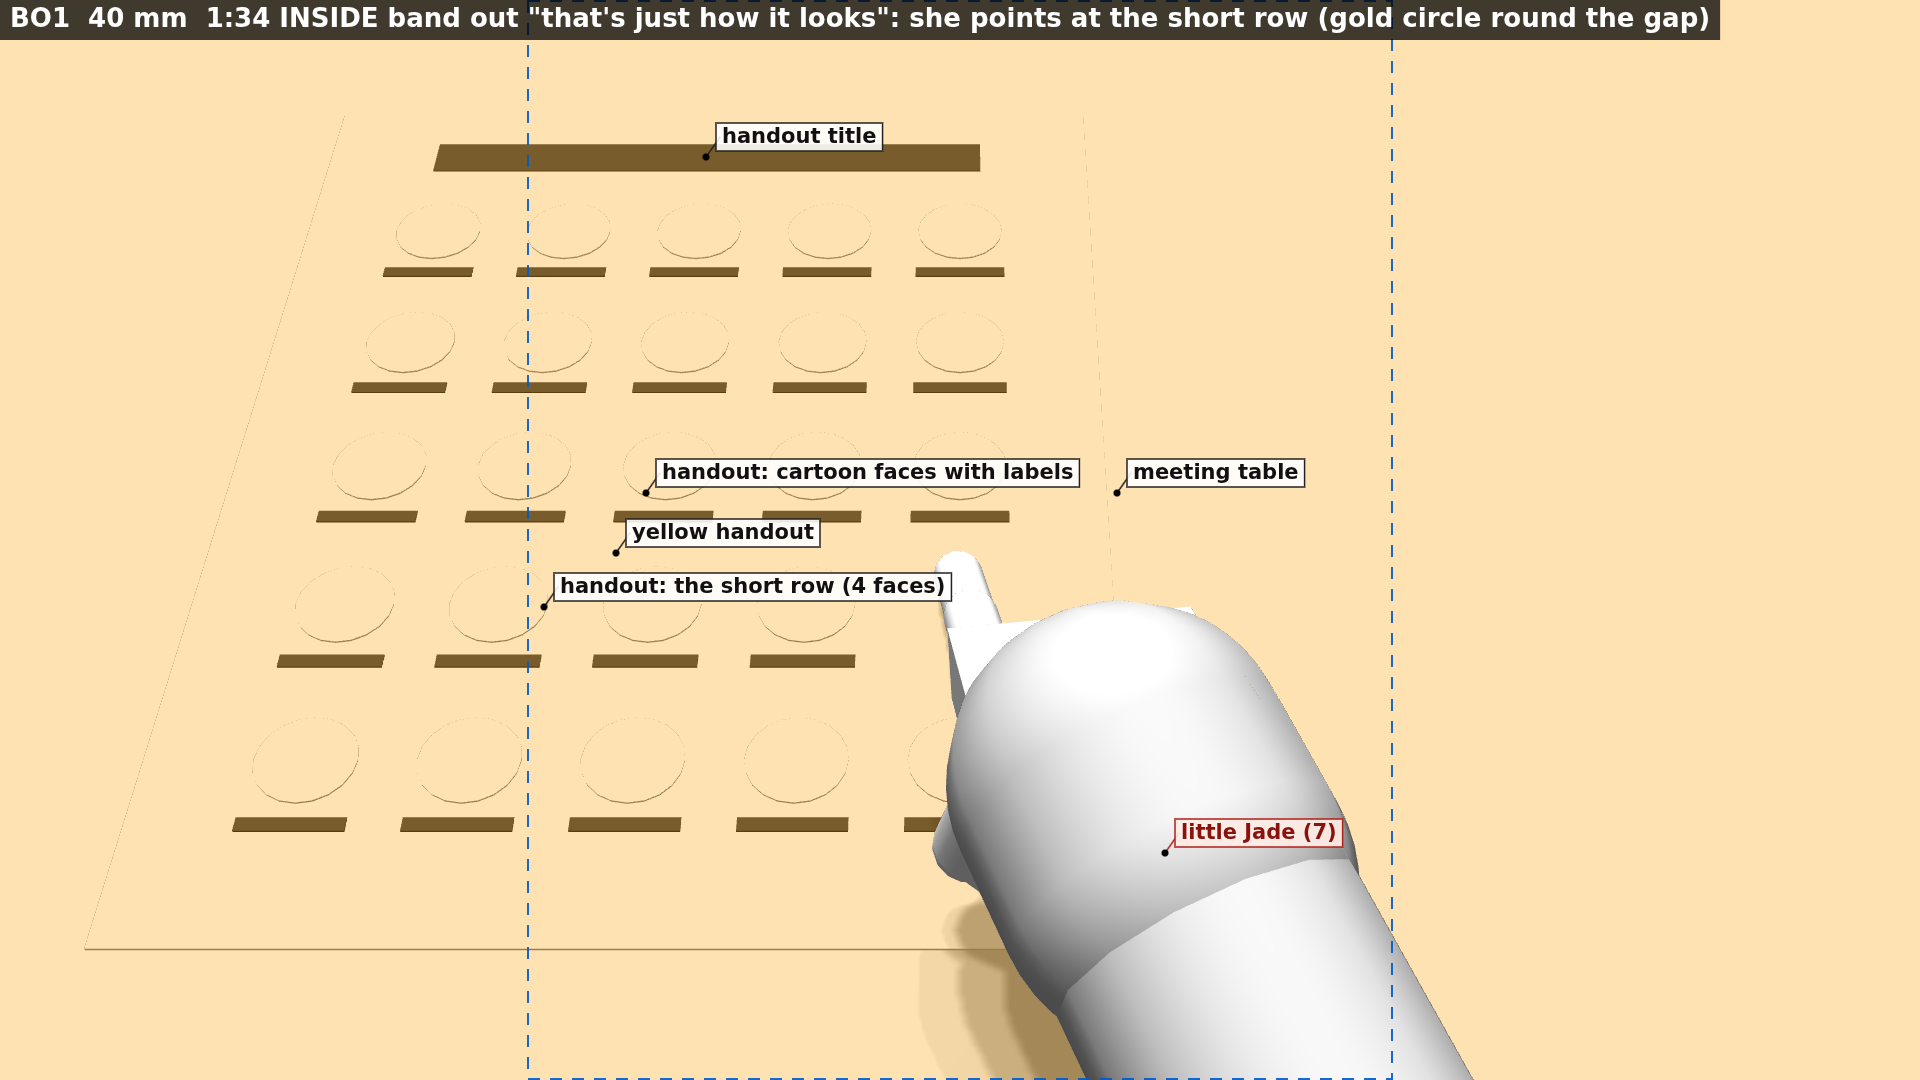 BO1 40 mm 1:34 INSIDE band out "that's just how it looks": she points at the short row (gold circle round the gap)
handout title
handout: cartoon faces with labels
meeting table
yellow handout
handout: the short row (4 faces)
little Jade (7)